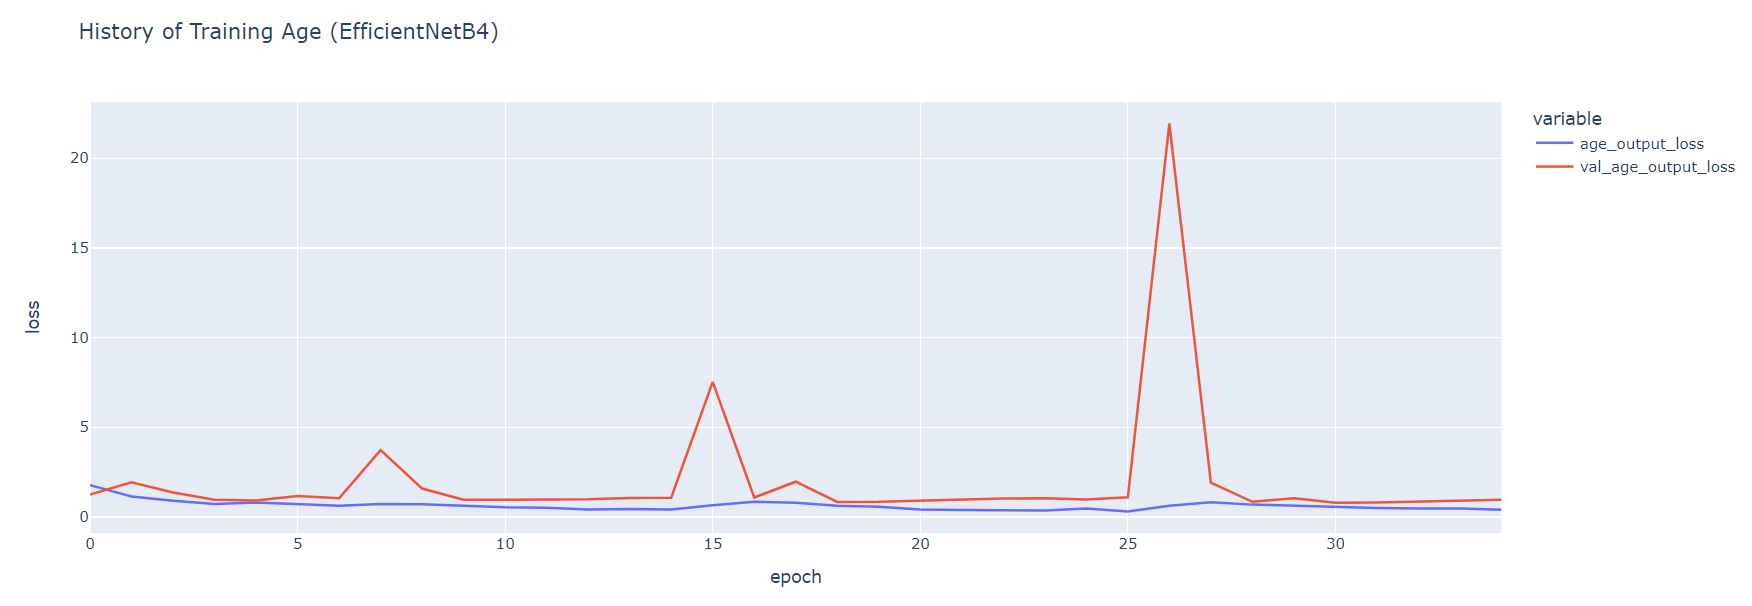 History of Training Age (EfficientNetB4)
variable
age_output_loss
val_age_output_loss
loss
20
15
10
5
0
0 5 10 15 20 25 30
epoch